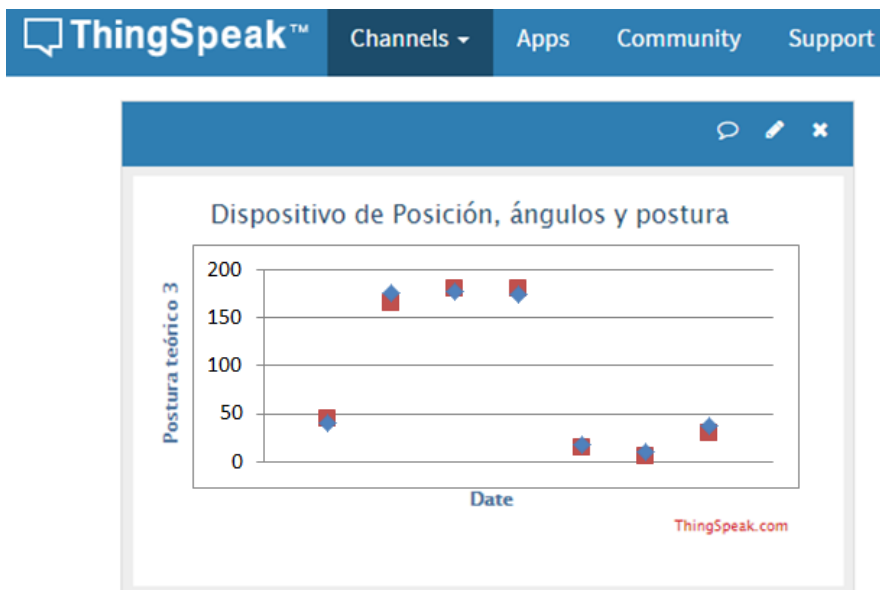 ThingSpeak™ Channels Apps Community Support
Dispositivo de Posición, ángulos y postura
Postura teórico 3
200
150
100
50
0
Date
ThingSpeak.com